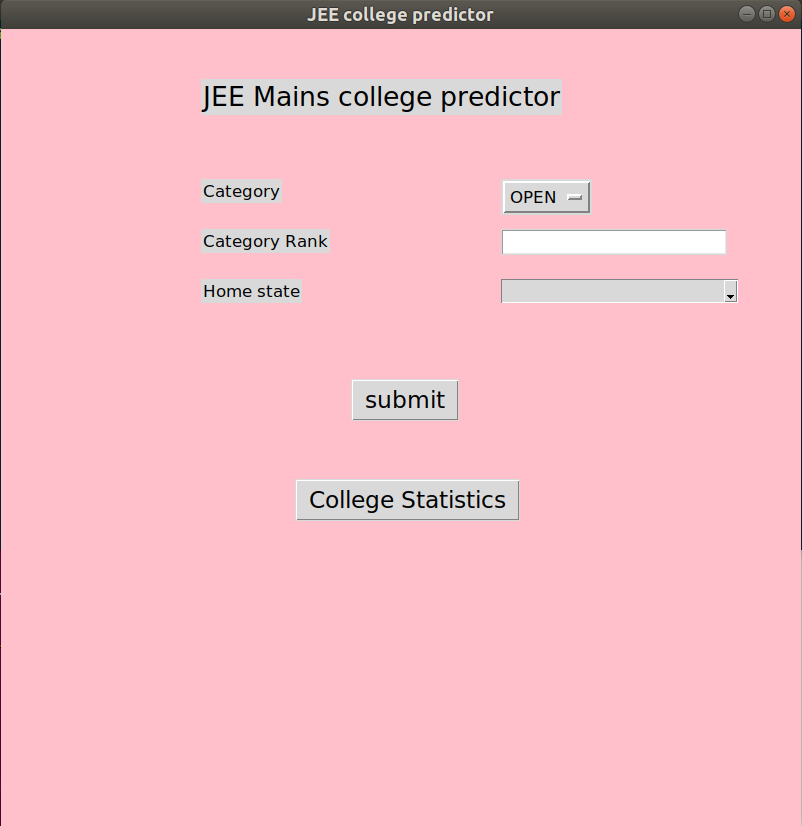 JEE college predictor
JEE Mains college predictor
Category OPEN
Category Rank
Home state
submit
College Statistics